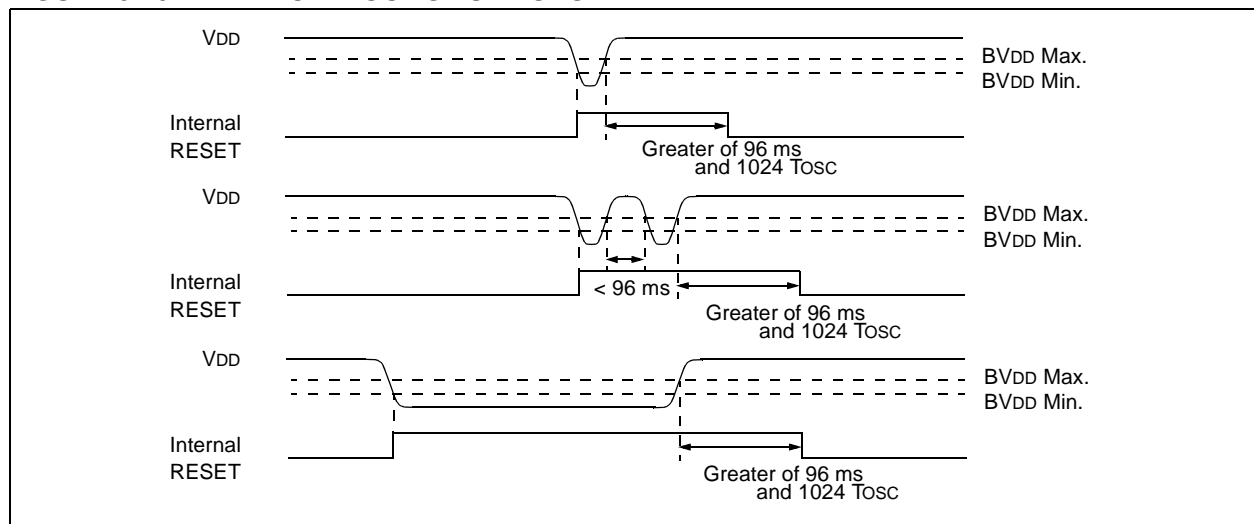 VDD
BVDD Max.
BVDD Min.
Internal
RESET
Greater of 96 ms
and 1024 TOSC
VDD
BVDD Max.
BVDD Min.
Internal
RESET
< 96 ms
Greater of 96 ms
and 1024 TOSC
VDD
BVDD Max.
BVDD Min.
Internal
RESET
Greater of 96 ms
and 1024 TOSC